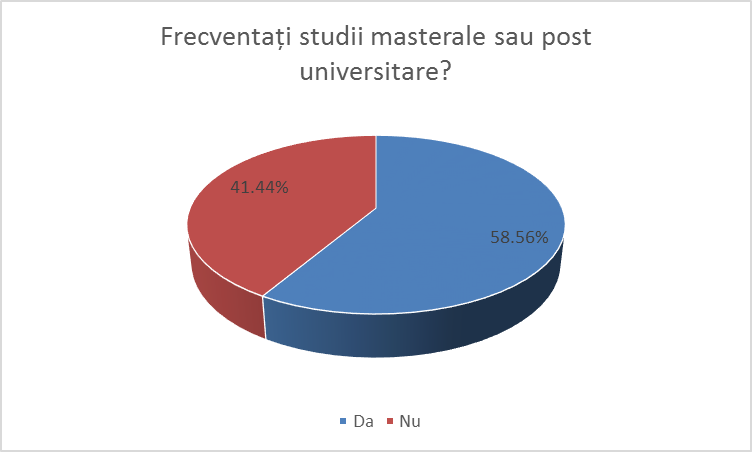 Frecventați studii masterale sau post
universitare?
41.44%
58.56%
Da
Nu